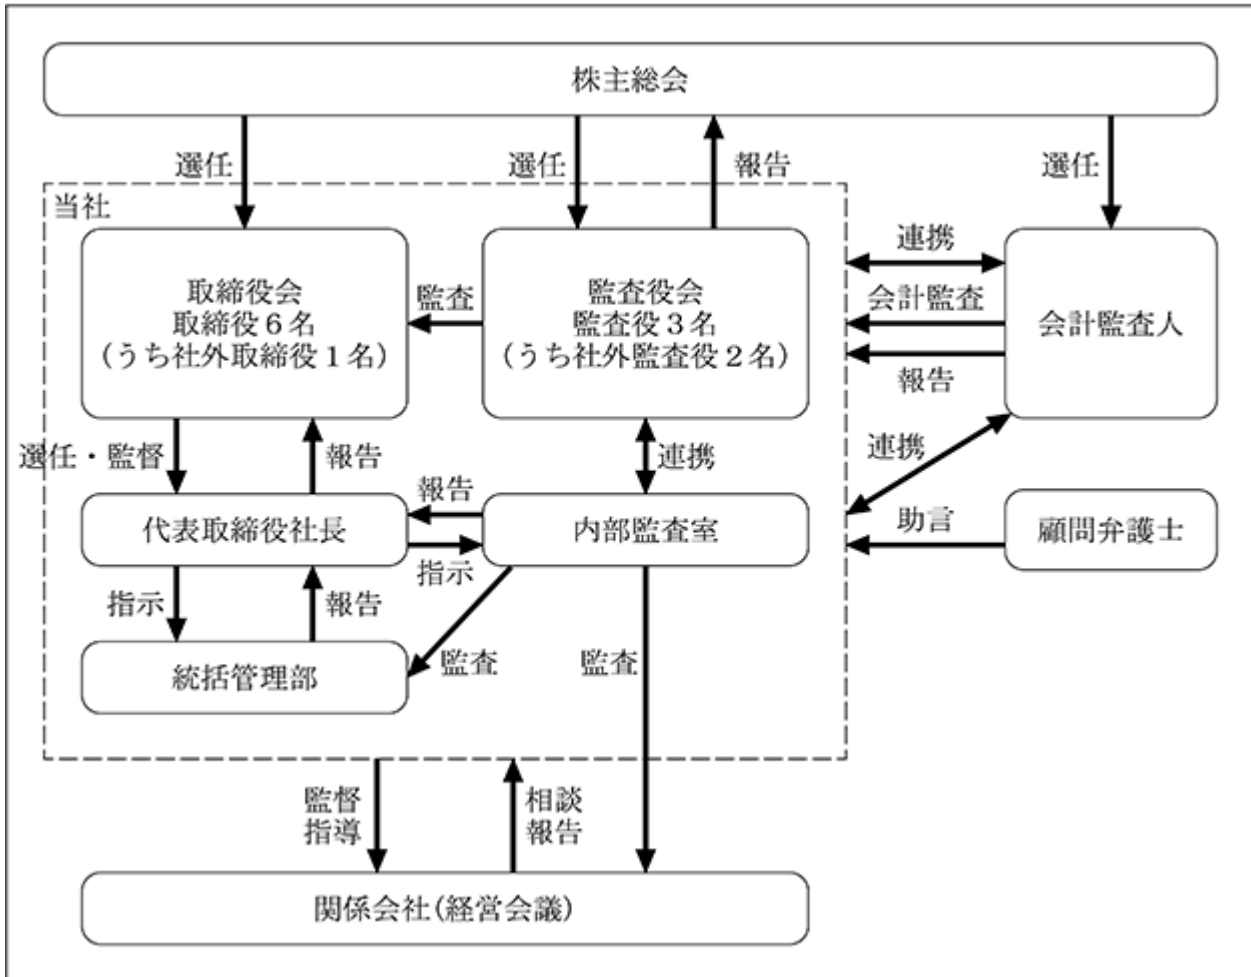 株主総会
選任
選任
報告
選任
当社
取締役会
取締役6名
(うち社外取締役1名)
監査
監査役会
監査役3名
(うち社外監査役2名)
連携
会計監査
報告
会計監査人
選任・監督
報告
連携
連携
代表取締役社長
報告
指示
内部監査室
助言
顧問弁護士
指示
報告
統括管理部
監査
監査
監督
指導
相談
報告
関係会社(経営会議)